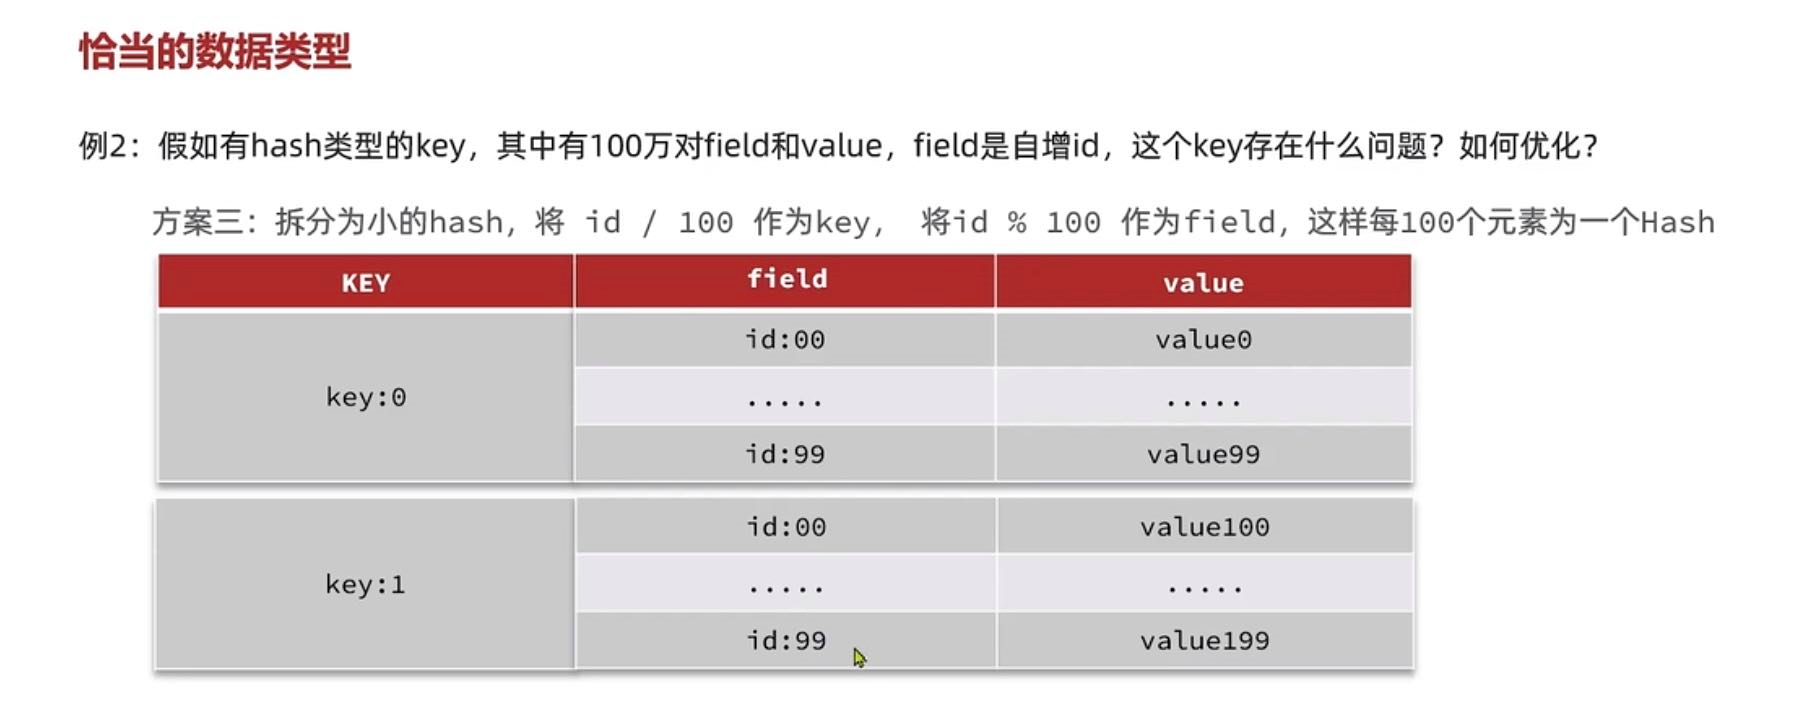 恰当的数据类型
例2：假如有hash类型的key，其中有100万对field和value，field是自增id，这个key存在什么问题？如何优化？
方案三：拆分为小的hash，将 id / 100 作为key， 将id % 100 作为field，这样每100个元素为一个Hash
KEY field value
key:0
id:00 value0
..... .....
id:99 value99
key:1
id:00 value100
..... .....
id:99 value199